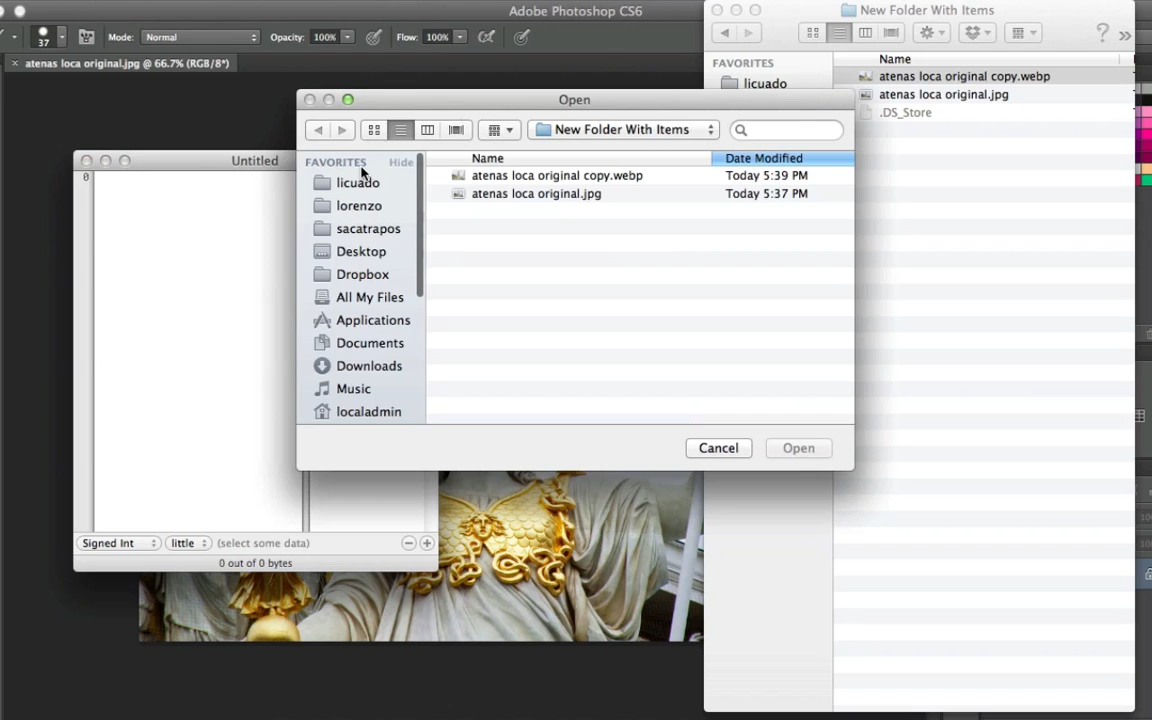 Adobe Photoshop CS6
37
Mode: Normal
Opacity: 100%
Flow: 100%
× atenas loca original.jpg @ 66.7% (RGB/8*)
Untitled
0
Signed Int
little
(select some data)
0 out of 0 bytes
Open
New Folder With Items
FAVORITES
Hide
licuado
lorenzo
sacatrapos
Desktop
Dropbox
All My Files
Applications
Documents
Downloads
Music
localadmin
Name Date Modified
atenas loca original copy.webp Today 5:39 PM
atenas loca original.jpg Today 5:37 PM
Cancel
Open
New Folder With Items
FAVORITES
licuado
Name
atenas loca original copy.webp
atenas loca original.jpg
.DS_Store